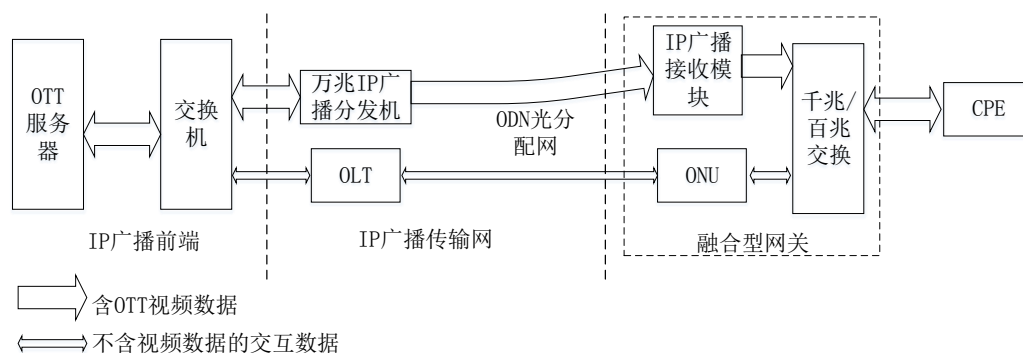 OTT
服务
器
交换
机
万兆IP广
播分发机
OLT
ODN光分
配网
IP广播
接收模
块
ONU
千兆/
百兆
交换
CPE
IP广播前端
IP广播传输网
融合型网关
含OTT视频数据
不含视频数据的交互数据